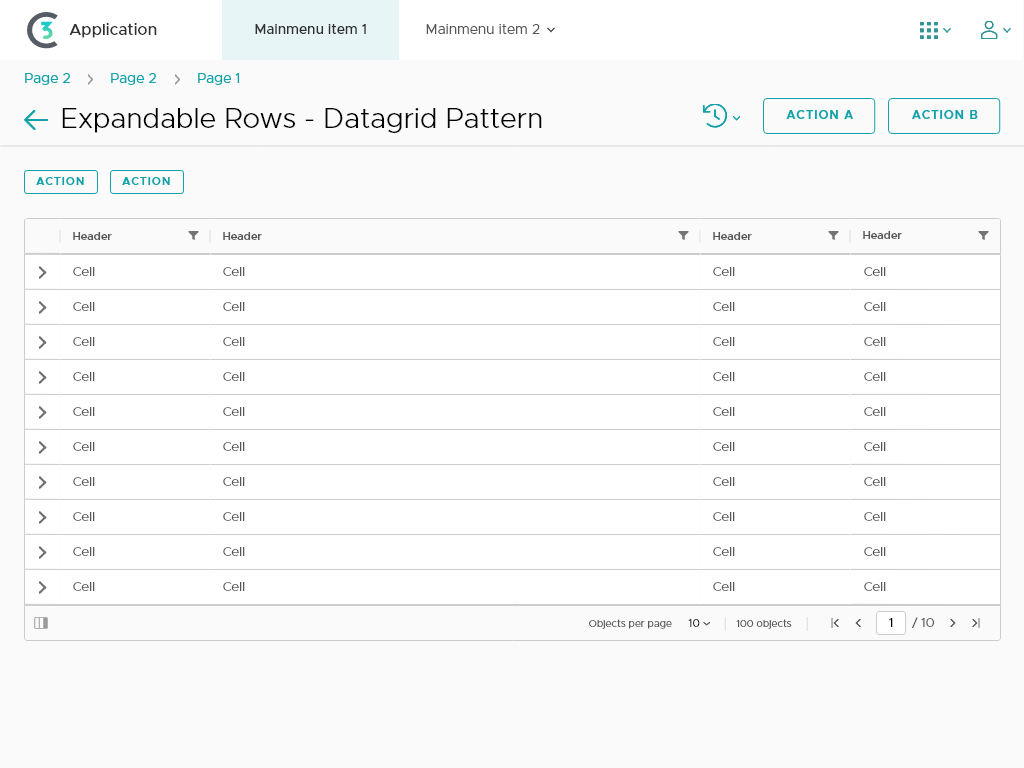 Application Mainmenu item 1 Mainmenu item 2
Page 2 Page 2 Page 1
Expandable Rows - Datagrid Pattern ACTION A ACTION B
ACTION ACTION
Header Header Header Header
Cell Cell Cell Cell
Cell Cell Cell Cell
Cell Cell Cell Cell
Cell Cell Cell Cell
Cell Cell Cell Cell
Cell Cell Cell Cell
Cell Cell Cell Cell
Cell Cell Cell Cell
Cell Cell Cell Cell
Cell Cell Cell Cell
Objects per page 10 100 objects 1 / 10